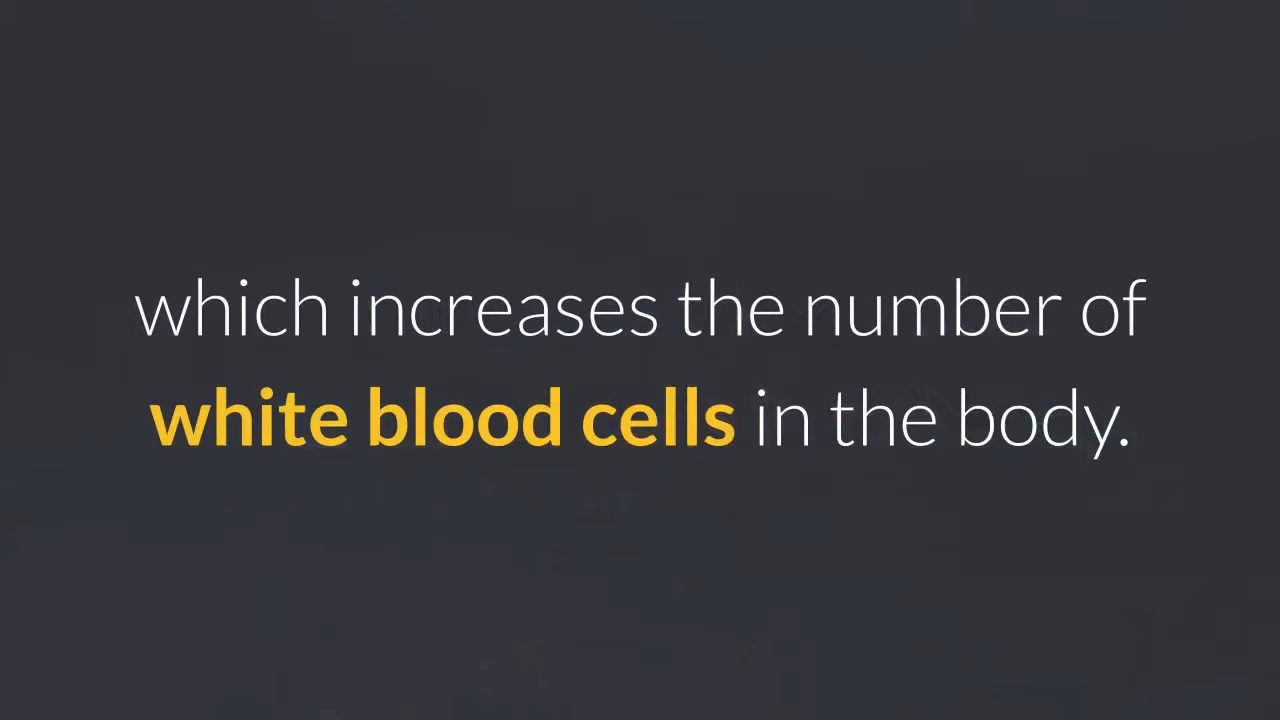 which increases the number of
white blood cells in the body.